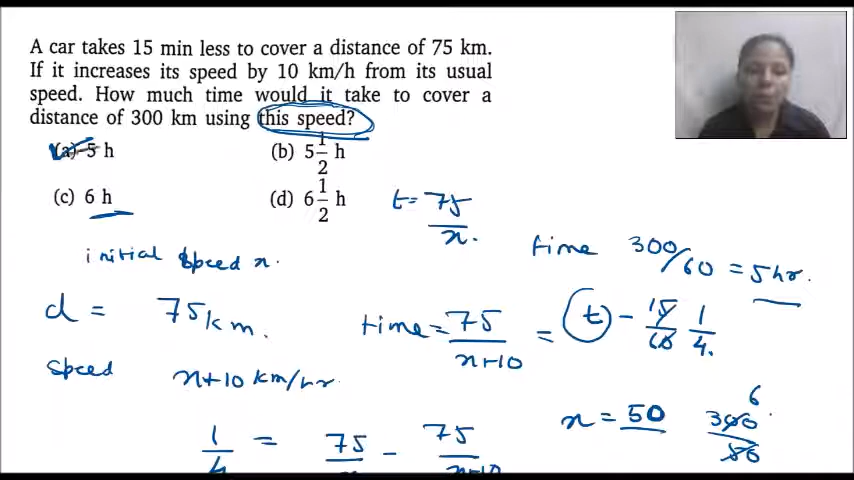 A car takes 15 min less to cover a distance of 75 km.
If it increases its speed by 10 km/h from its usual
speed. How much time would it take to cover a
distance of 300 km using this speed?
(a) 5 h
(b) 5 1/2 h
(c) 6 h
(d) 6 1/2 h
t = 75/x.
initial speed x.
time 300/60 = 5 hr.
d = 75 km.
time = 75/x+10 = t - 15/60 1/4.
speed x+10 km/hr.
x = 50
300/50 6.
1/4 = 75/x - 75/x+10